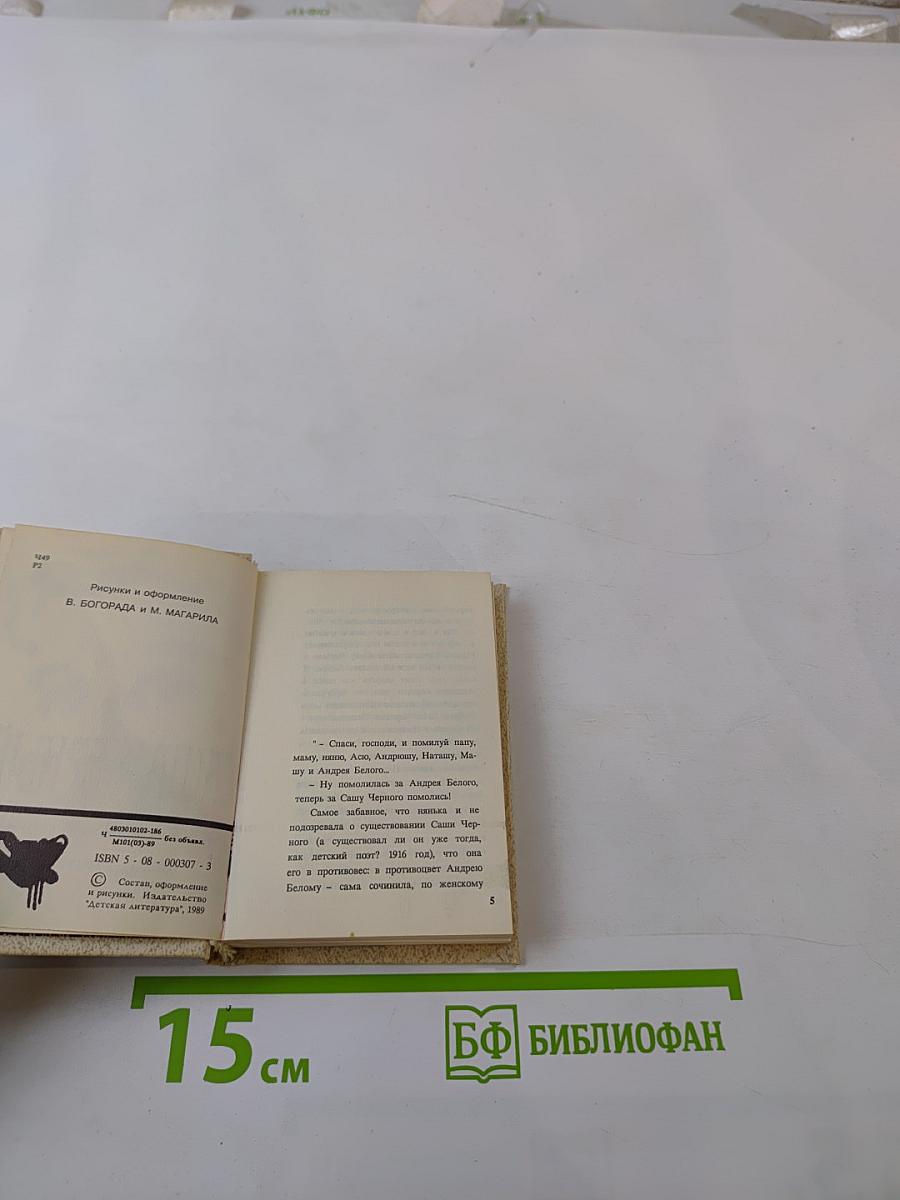 Ч49
Р2
Рисунки и оформление
В. БОГОРАДА и М. МАГАРИЛА
Ч 4803010102-186 без объявл.
М101(03)-89
ISBN 5 - 08 - 000307 - 3
© Состав, оформление
и рисунки. Издательство
"Детская литература", 1989
" – Спаси, господи, и помилуй папу,
маму, няню, Асю, Андрюшу, Наташу, Ма-
шу и Андрея Белого...
– Ну помолилась за Андрея Белого,
теперь за Сашу Черного помолись!
Самое забавное, что нянька и не
подозревала о существовании Саши Чер-
ного (а существовал ли он уже тогда,
как детский поэт? 1916 год), что она
его в противовес: в противоцвет Андрею
Белому – сама сочинила, по женскому
5
15 см
БФ БИБЛИОФАН